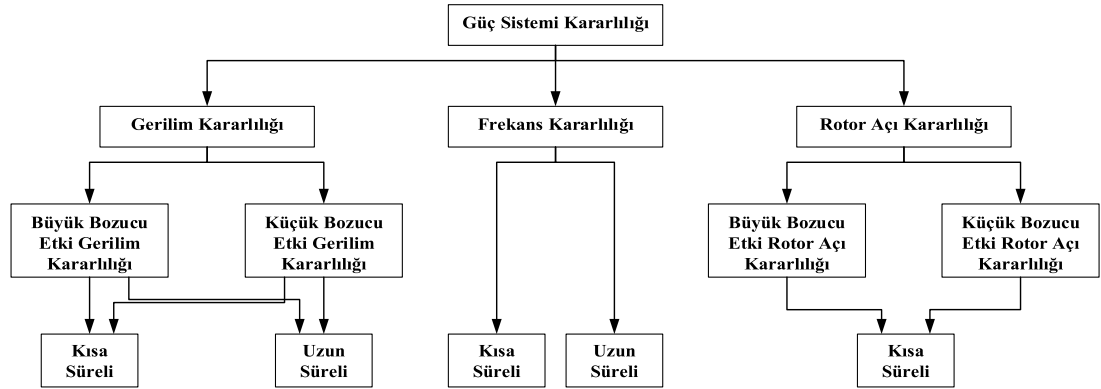 Güç Sistemi Kararlılığı
Gerilim Kararlılığı
Frekans Kararlılığı
Rotor Açı Kararlılığı
Büyük Bozucu
Etki Gerilim
Kararlılığı
Küçük Bozucu
Etki Gerilim
Kararlılığı
Büyük Bozucu
Etki Rotor Açı
Kararlılığı
Küçük Bozucu
Etki Rotor Açı
Kararlılığı
Kısa
Süreli
Uzun
Süreli
Kısa
Süreli
Uzun
Süreli
Kısa
Süreli